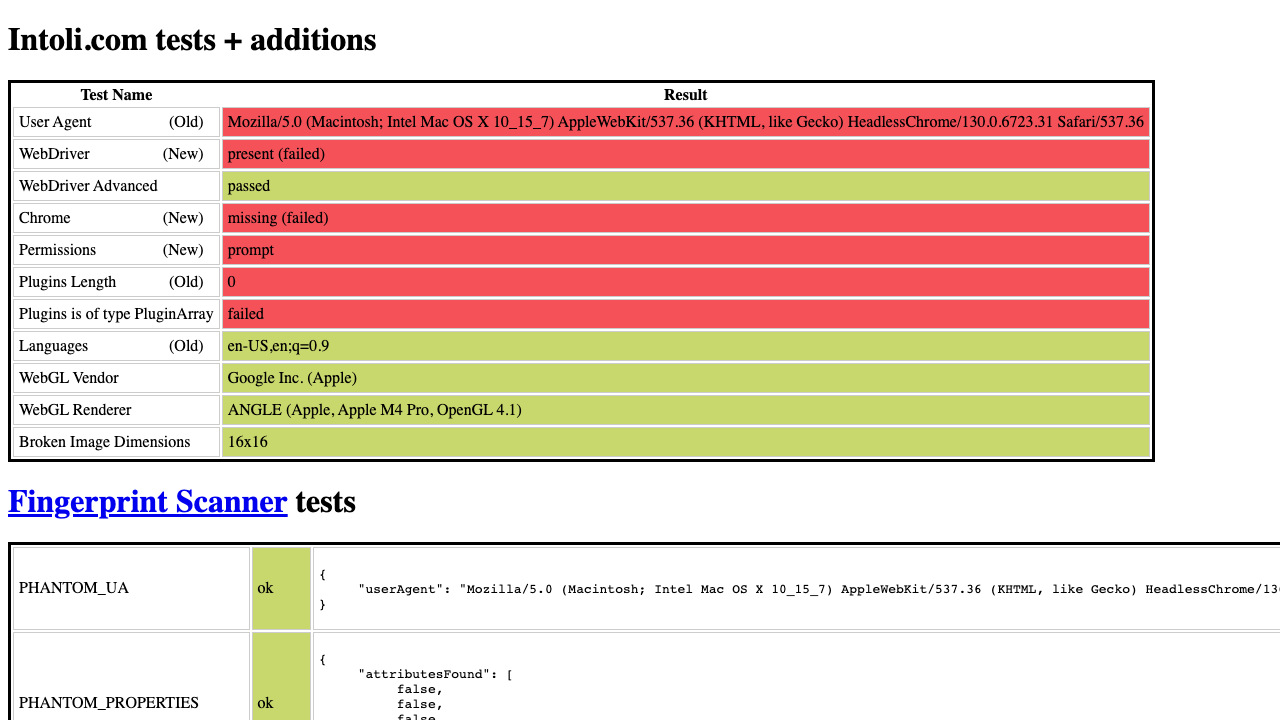 Intoli.com tests + additions
Test Name Result
User Agent (Old) Mozilla/5.0 (Macintosh; Intel Mac OS X 10_15_7) AppleWebKit/537.36 (KHTML, like Gecko) HeadlessChrome/130.0.6723.31 Safari/537.36
WebDriver (New) present (failed)
WebDriver Advanced passed
Chrome (New) missing (failed)
Permissions (New) prompt
Plugins Length (Old) 0
Plugins is of type PluginArray failed
Languages (Old) en-US,en;q=0.9
WebGL Vendor Google Inc. (Apple)
WebGL Renderer ANGLE (Apple, Apple M4 Pro, OpenGL 4.1)
Broken Image Dimensions 16x16
Fingerprint Scanner tests
{
PHANTOM_UA ok "userAgent": "Mozilla/5.0 (Macintosh; Intel Mac OS X 10_15_7) AppleWebKit/537.36 (KHTML, like Gecko) HeadlessChrome/13
}
{
"attributesFound": [
false,
PHANTOM_PROPERTIES ok false,
false